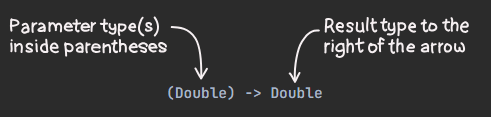 Parameter type(s)
inside parentheses
Result type to the
right of the arrow
(Double) -> Double